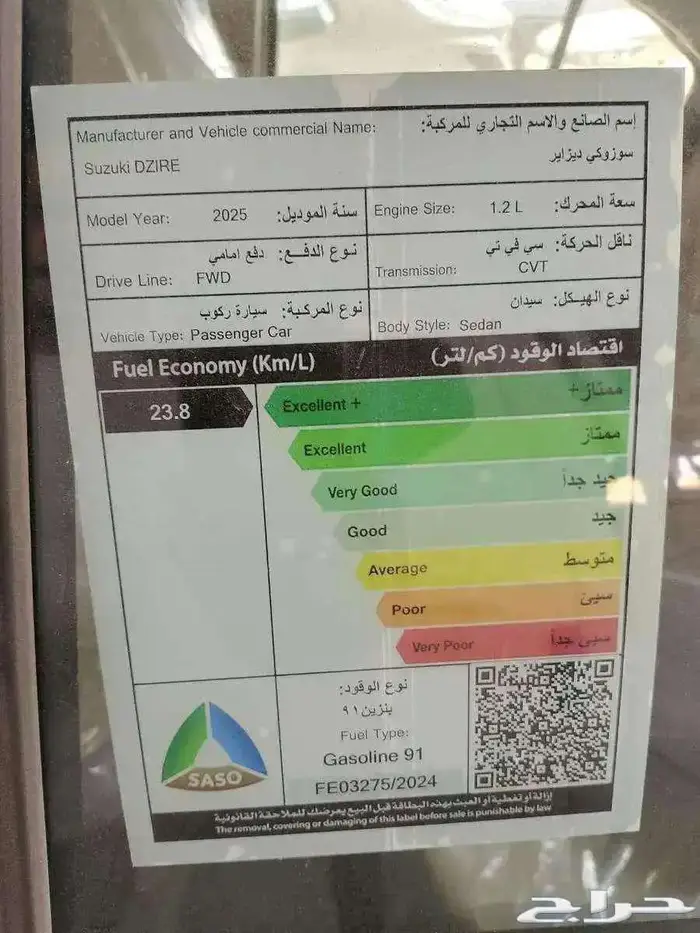 Manufacturer and Vehicle commercial Name: إسم الصانع والاسم التجاري للمركبة:
Suzuki DZIRE سوزوكي ديزاير
Model Year: 2025 سنة الموديل: Engine Size: 1.2 L سعة المحرك:
نوع الدفع: دفع امامي ناقل الحركة: سي في تي
Drive Line: FWD Transmission: CVT
نوع المركبة: سيارة ركوب نوع الهيكل: سيدان
Vehicle Type: Passenger Car Body Style: Sedan
Fuel Economy (Km/L) اقتصاد الوقود (كم/لتر)
23.8 Excellent + ممتاز+
Excellent ممتاز
Very Good جيد جداً
Good جيد
Average متوسط
Poor سيئ
Very Poor سيئ جداً
نوع الوقود:
بنزين ٩١
Fuel Type:
Gasoline 91
SASO
FE03275/2024
إزالة أو تغطية أو العبث بهذه البطاقة قبل البيع يعرضك للملاحقة القانونية
The removal, covering or damaging of this label before sale is punishable by law
حراج